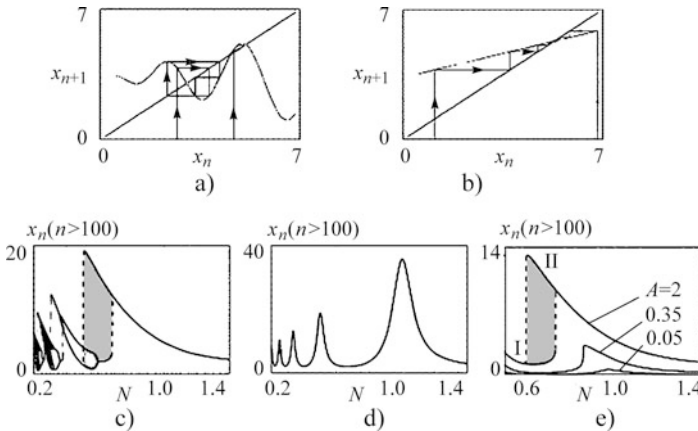 7
x_{n+1}
0
0 x_n 7
a)
7
x_{n+1}
0
0 x_n 7
b)
x_n(n>100)
20
0
0.2 N 1.0 1.4
c)
x_n(n>100)
40
0
0.2 N 1.0 1.4
d)
x_n(n>100)
14
II
A=2
0.35
0.05
I
0
0.6 N 1.0 1.4
e)